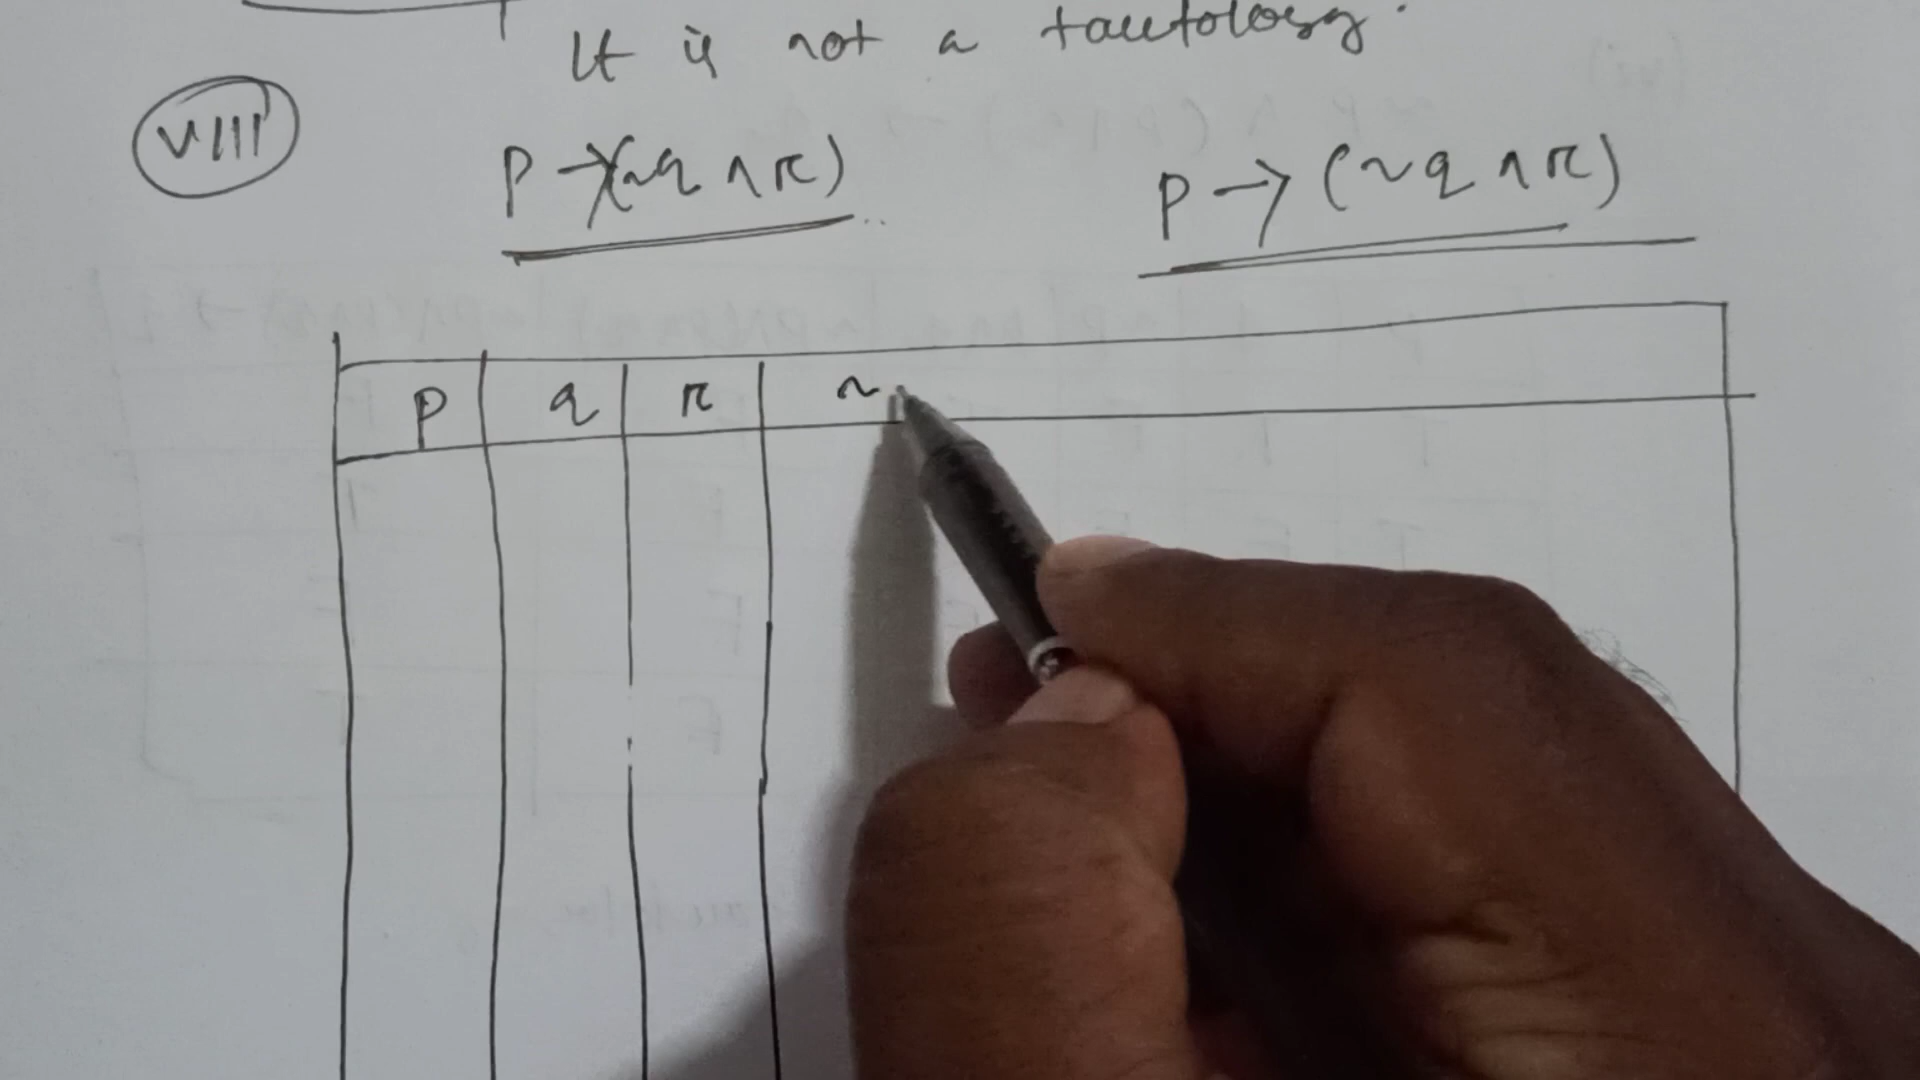 It is not a tautology.
VIII
p → (~q ∧ r)
p → (~q ∧ r)
p q r ~